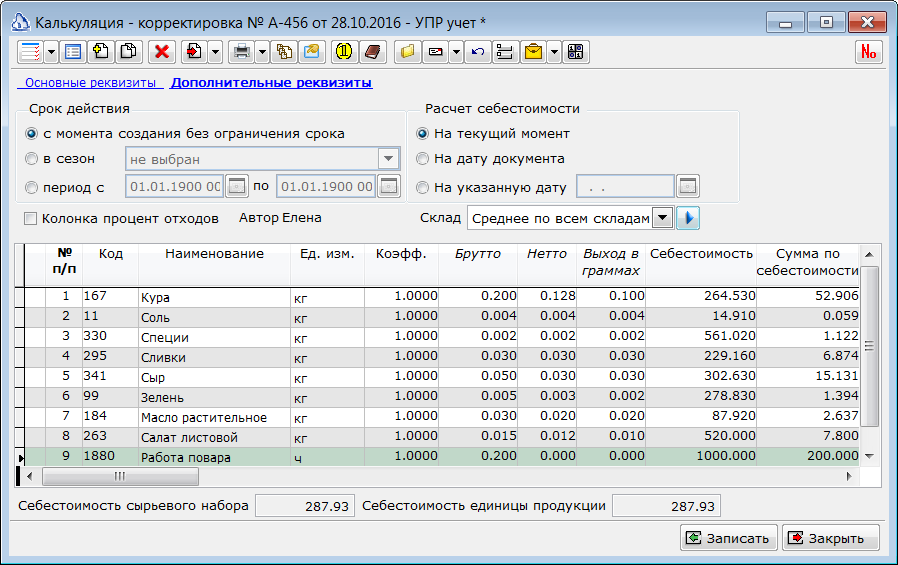 Калькуляция - корректировка № А-456 от 28.10.2016 - УПР учет *
No
Основные реквизиты Дополнительные реквизиты
Срок действия Расчет себестоимости
с момента создания без ограничения срока На текущий момент
в сезон не выбран На дату документа
период с 01.01.1900 00 по 01.01.1900 00 На указанную дату . .
Колонка процент отходов Автор Елена Склад Среднее по всем складам
№ п/п Код Наименование Ед. изм. Коэфф. Брутто Нетто Выход в граммах Себестоимость Сумма по себестоимости
1 167 Кура кг 1.0000 0.200 0.128 0.100 264.530 52.906
2 11 Соль кг 1.0000 0.004 0.004 0.004 14.910 0.059
3 330 Специи кг 1.0000 0.002 0.002 0.002 561.020 1.122
4 295 Сливки кг 1.0000 0.030 0.030 0.030 229.160 6.874
5 341 Сыр кг 1.0000 0.050 0.030 0.030 302.630 15.131
6 99 Зелень кг 1.0000 0.005 0.003 0.002 278.830 1.394
7 184 Масло растительное кг 1.0000 0.030 0.020 0.020 87.920 2.637
8 263 Салат листовой кг 1.0000 0.015 0.012 0.010 520.000 7.800
9 1880 Работа повара ч 1.0000 0.200 0.000 0.000 1000.000 200.000
Себестоимость сырьевого набора 287.93 Себестоимость единицы продукции 287.93
Записать Закрыть